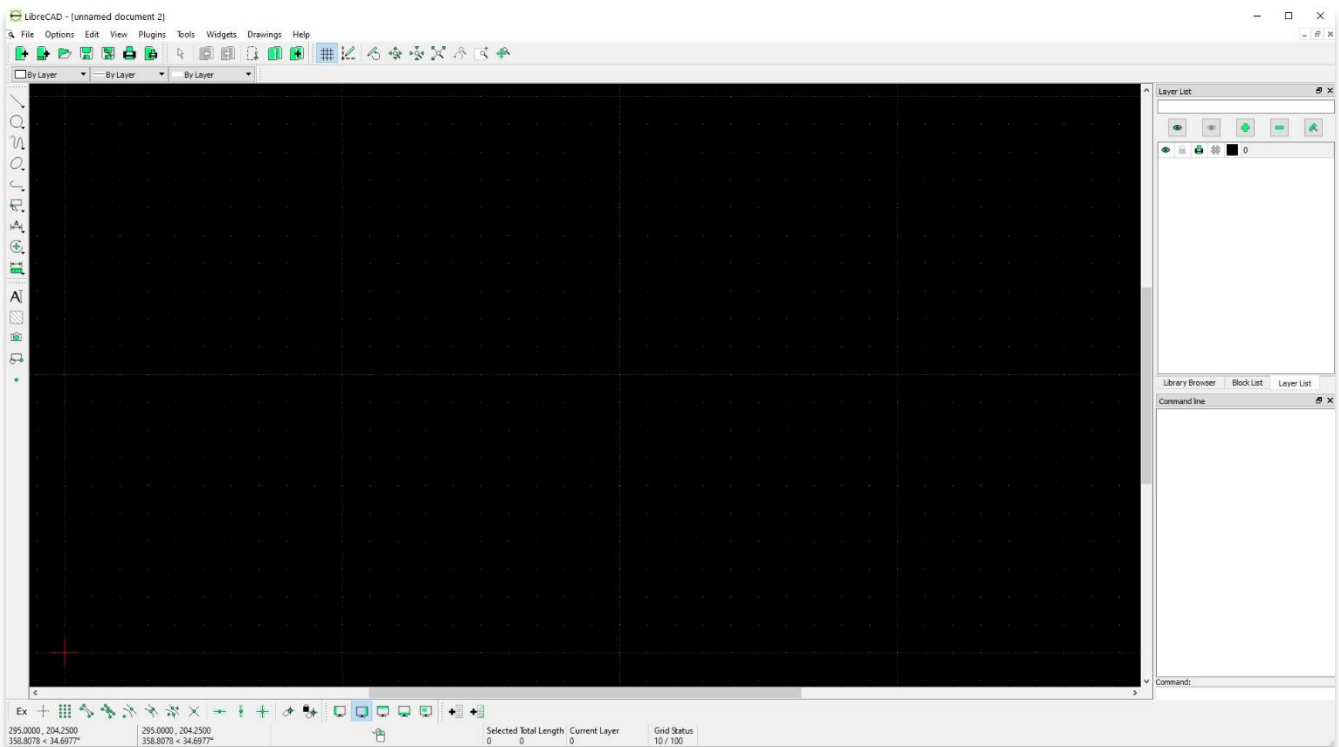 LibreCAD - [unnamed document 2]
File Options Edit View Plugins Tools Widgets Drawings Help
By Layer By Layer By Layer
Layer List
0
Library Browser Block List Layer List
Command line
Command:
Ex
295.0000 , 204.2500 295.0000 , 204.2500 Selected Total Length Current Layer Grid Status
358.8078 < 34.6977° 358.8078 < 34.6977° 0 0 0 10 / 100